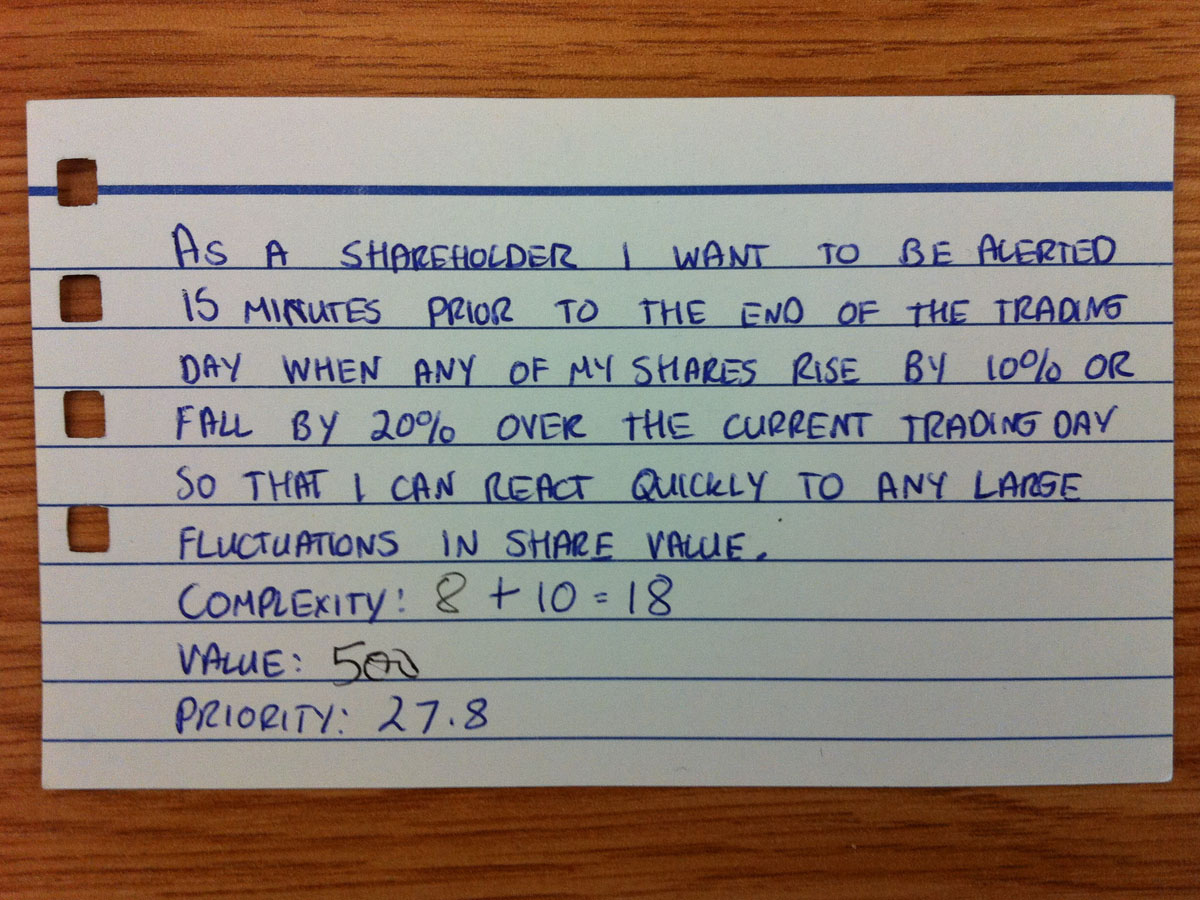 AS A SHAREHOLDER I WANT TO BE ALERTED
15 MINUTES PRIOR TO THE END OF THE TRADING
DAY WHEN ANY OF MY SHARES RISE BY 10% OR
FALL BY 20% OVER THE CURRENT TRADING DAY
SO THAT I CAN REACT QUICKLY TO ANY LARGE
FLUCTUATIONS IN SHARE VALUE.
COMPLEXITY: 8 + 10 = 18
VALUE: 500
PRIORITY: 27.8